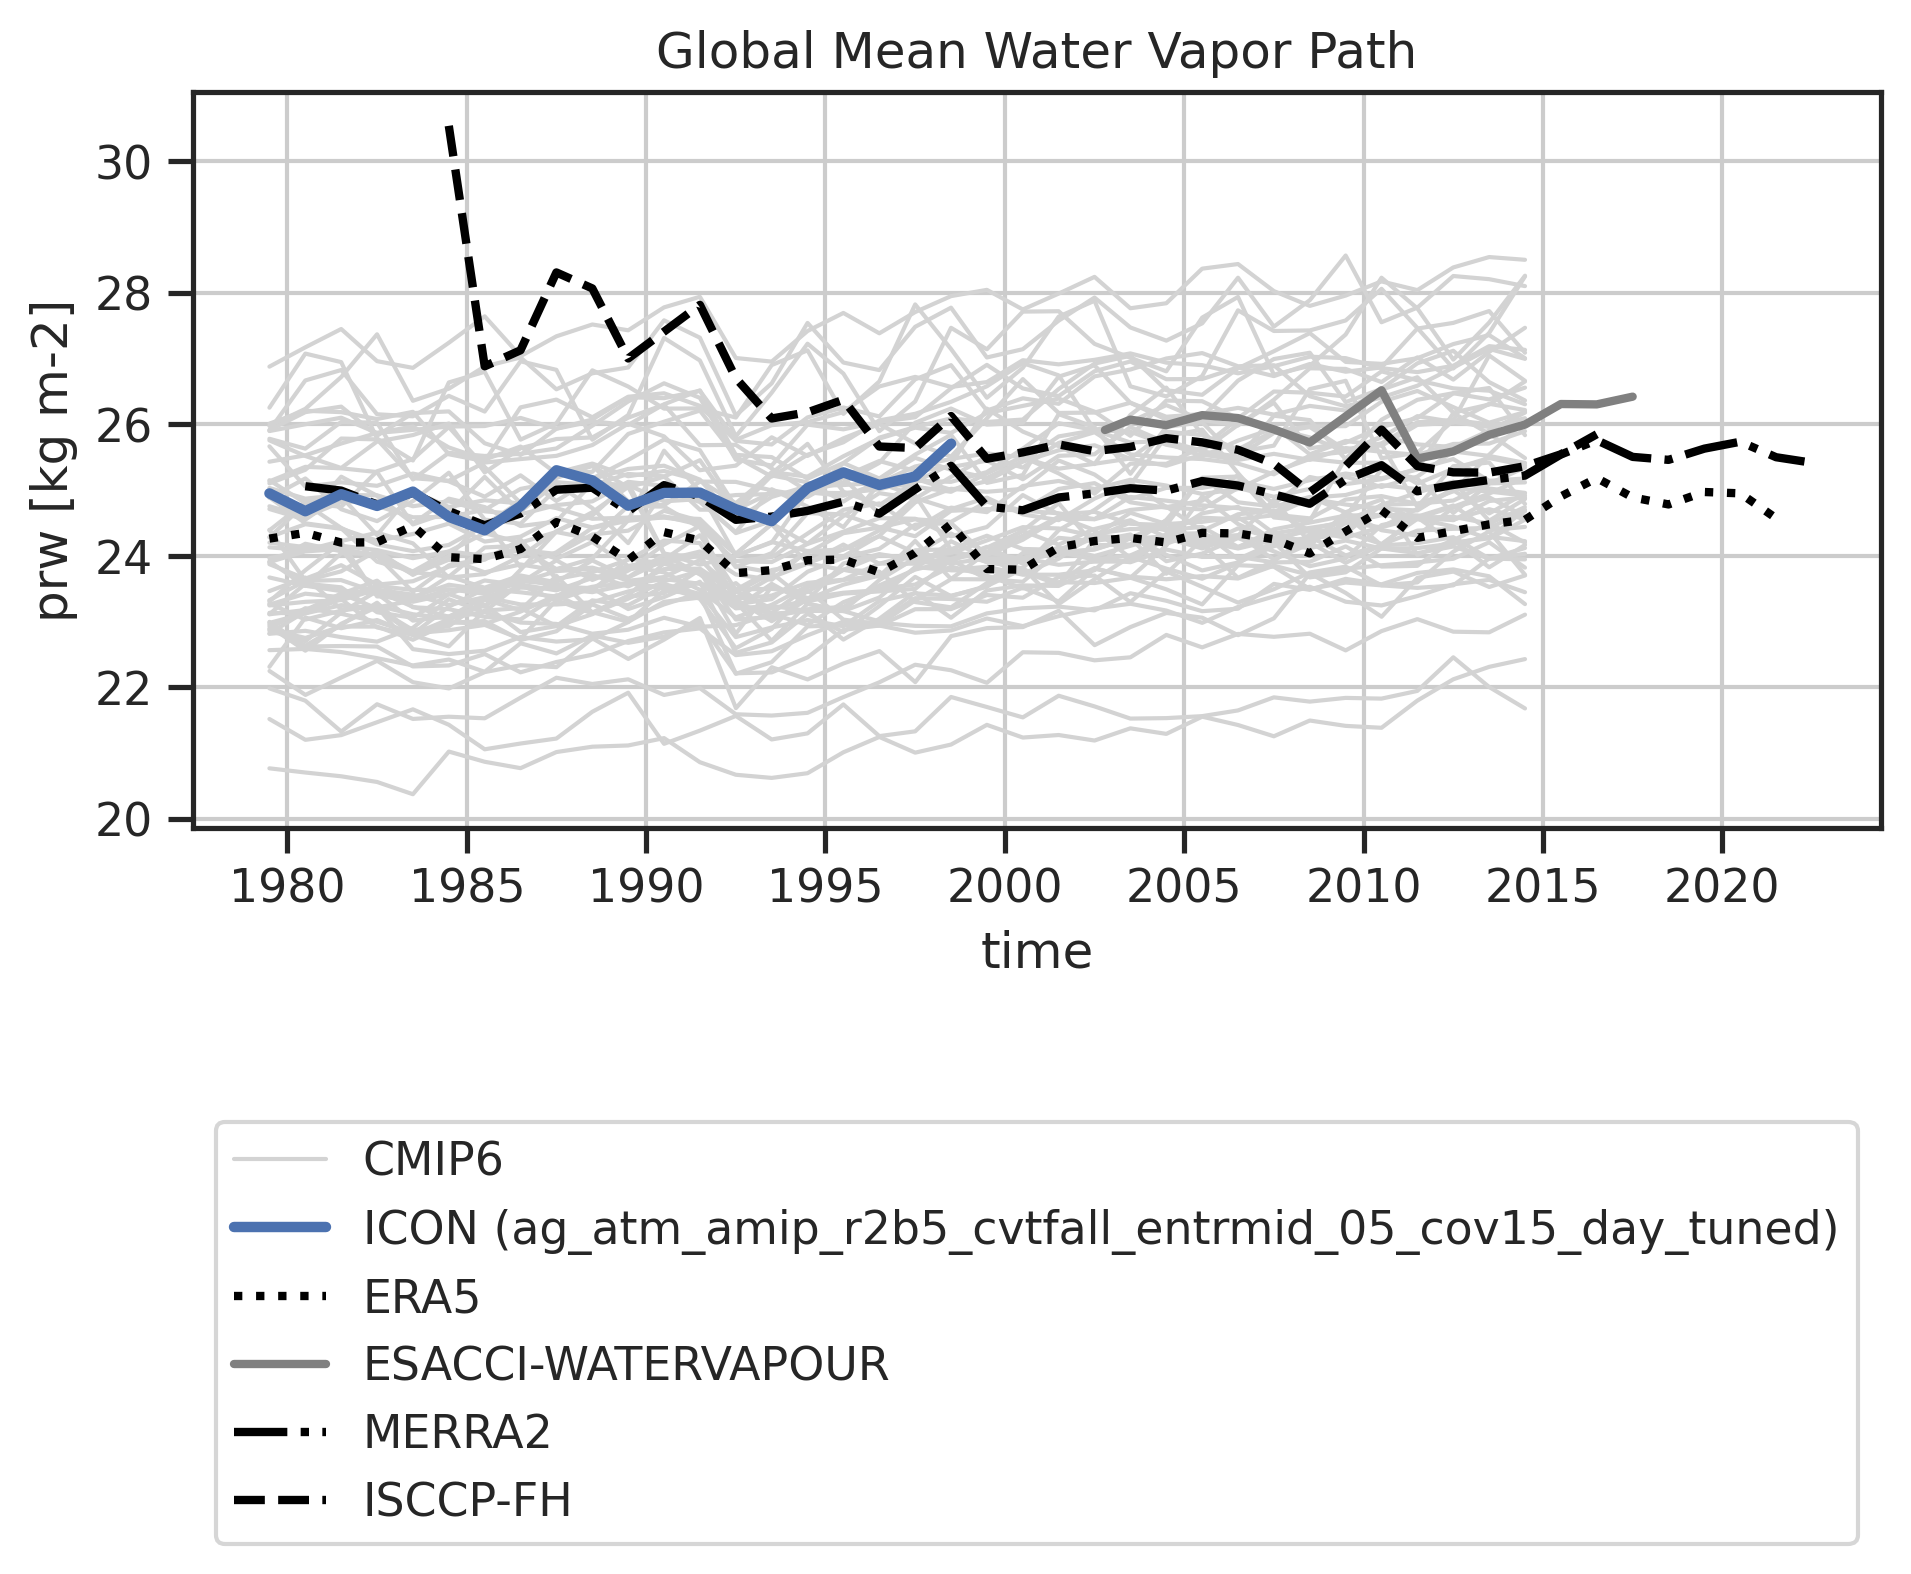 Global Mean Water Vapor Path
prw [kg m-2]
30
28
26
24
22
20
1980 1985 1990 1995 2000 2005 2010 2015 2020
time
CMIP6
ICON (ag_atm_amip_r2b5_cvtfall_entrmid_05_cov15_day_tuned)
ERA5
ESACCI-WATERVAPOUR
MERRA2
ISCCP-FH